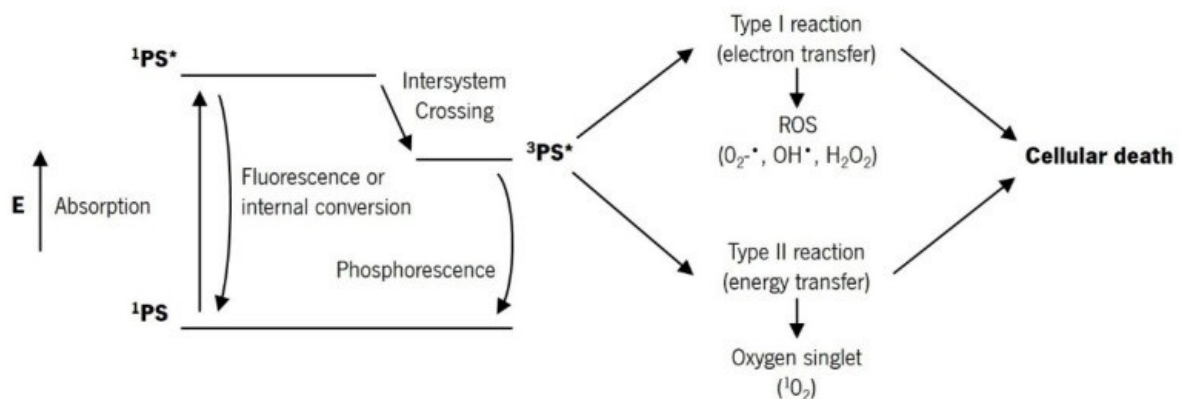 ¹PS*
Intersystem
Crossing
³PS*
E
Absorption
Fluorescence or
internal conversion
Phosphorescence
¹PS
Type I reaction
(electron transfer)
ROS
(O₂-•, OH•, H₂O₂)
Cellular death
Type II reaction
(energy transfer)
Oxygen singlet
(¹O₂)